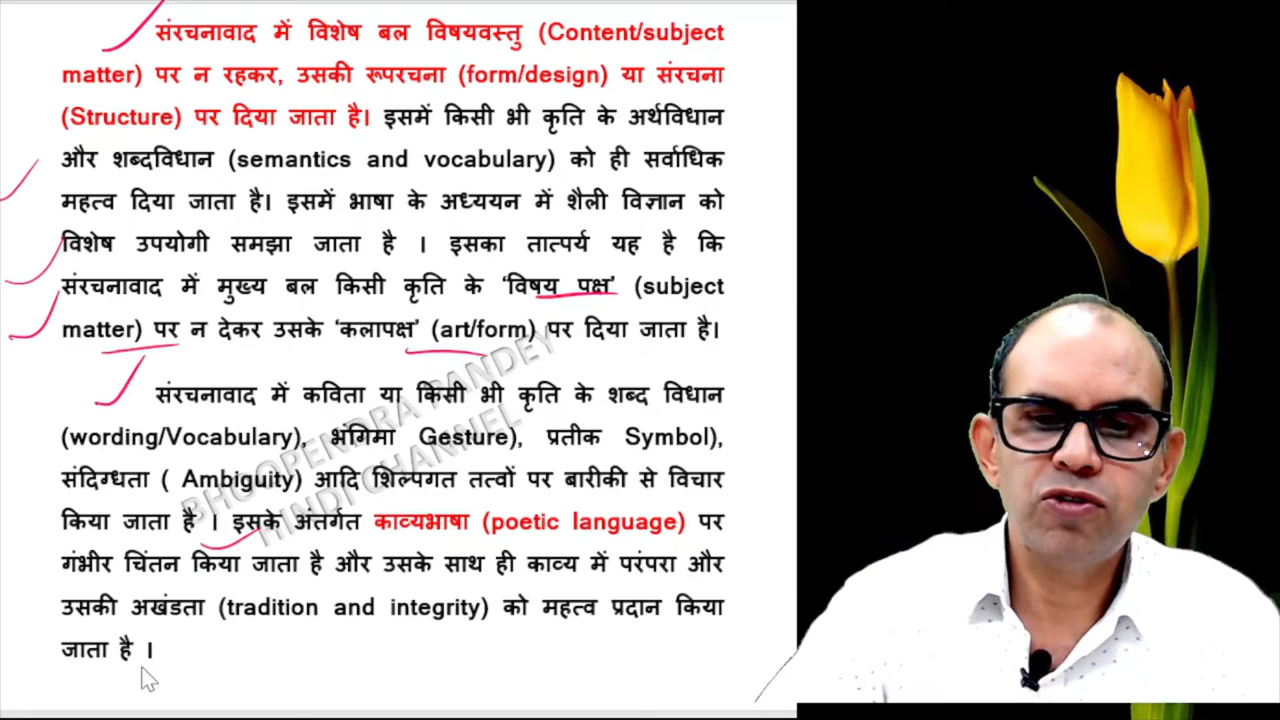 संरचनावाद में विशेष बल विषयवस्तु (Content/subject
matter) पर न रहकर, उसकी रूपरचना (form/design) या संरचना
(Structure) पर दिया जाता है। इसमें किसी भी कृति के अर्थविधान
और शब्दविधान (semantics and vocabulary) को ही सर्वाधिक
महत्व दिया जाता है। इसमें भाषा के अध्ययन में शैली विज्ञान को
विशेष उपयोगी समझा जाता है । इसका तात्पर्य यह है कि
संरचनावाद में मुख्य बल किसी कृति के ‘विषय पक्ष’ (subject
matter) पर न देकर उसके ‘कलापक्ष’ (art/form) पर दिया जाता है।
संरचनावाद में कविता या किसी भी कृति के शब्द विधान
(wording/Vocabulary), भंगिमा Gesture), प्रतीक Symbol),
संदिग्धता ( Ambiguity) आदि शिल्पगत तत्वों पर बारीकी से विचार
किया जाता है । इसके अंतर्गत काव्यभाषा (poetic language) पर
गंभीर चिंतन किया जाता है और उसके साथ ही काव्य में परंपरा और
उसकी अखंडता (tradition and integrity) को महत्व प्रदान किया
जाता है ।
BHOOPENDRA PANDEY
HINDI CHANNEL